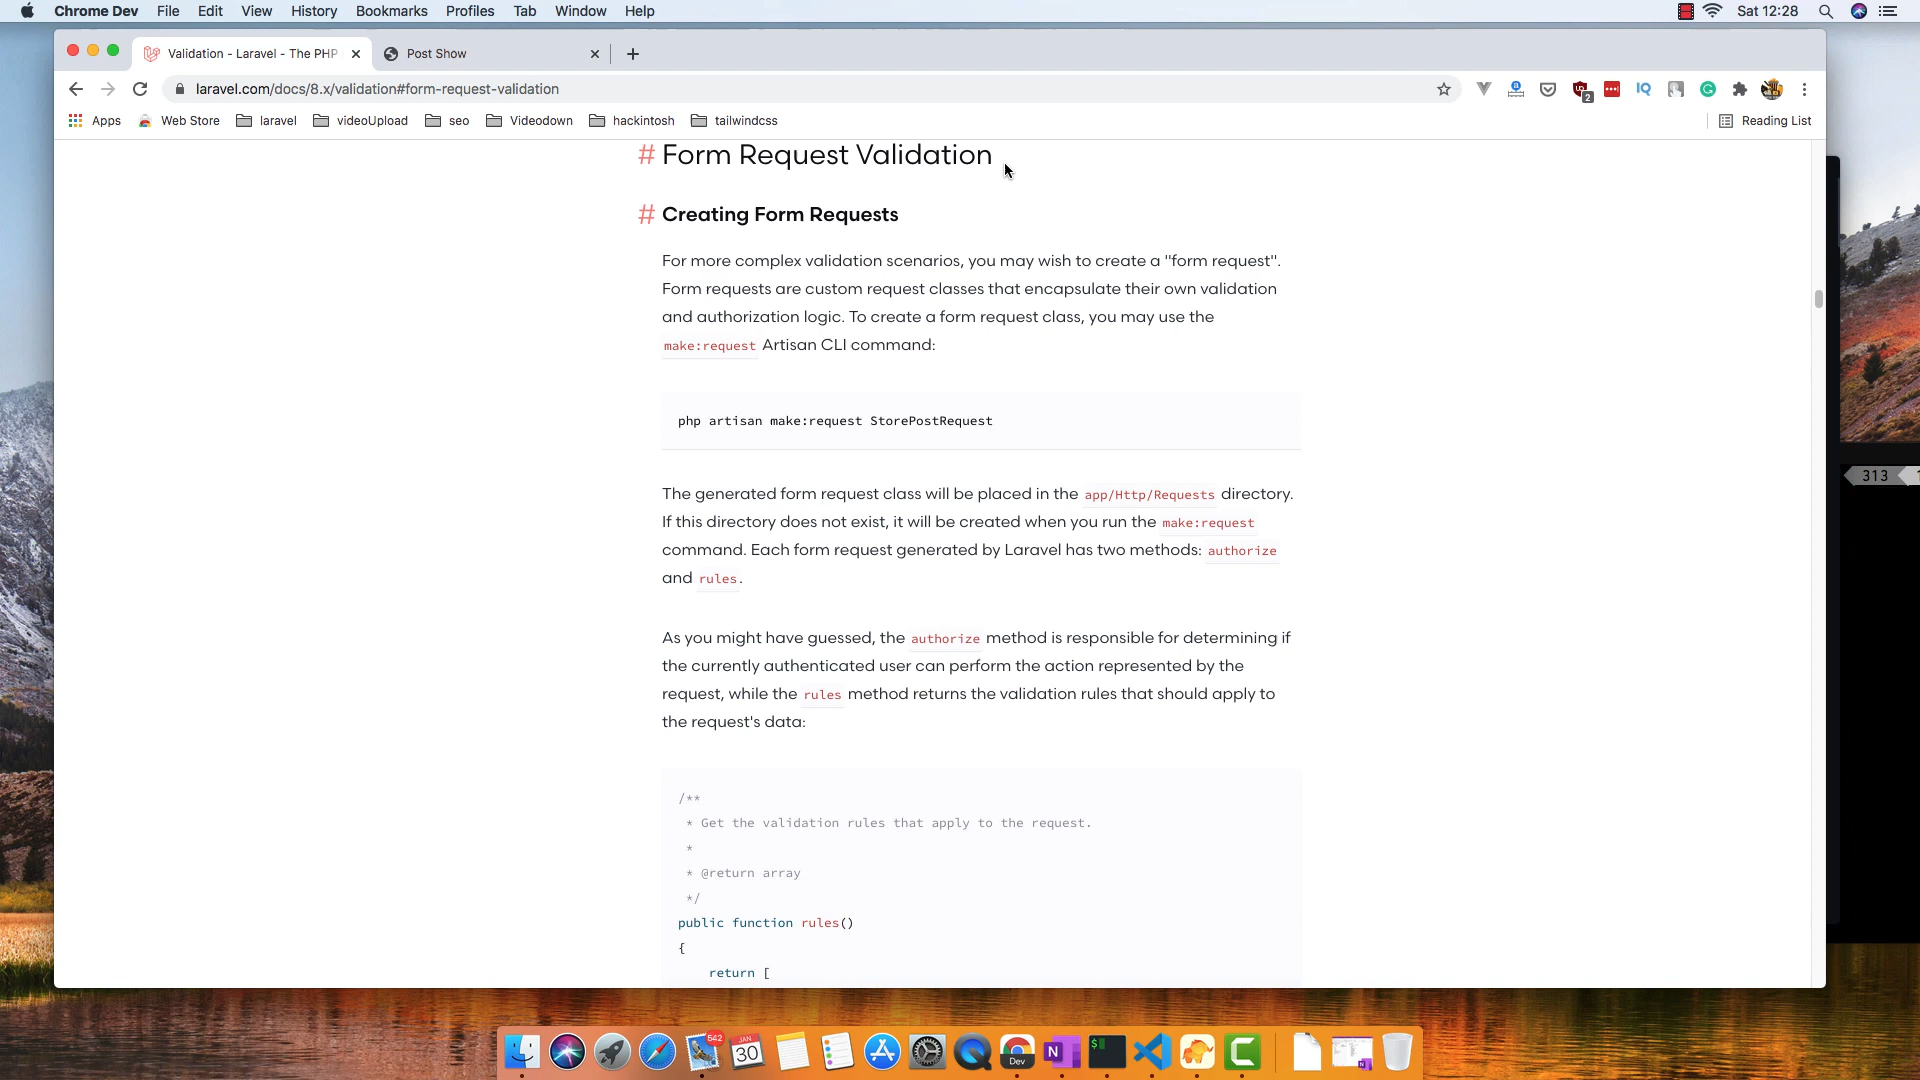 Chrome Dev File Edit View History Bookmarks Profiles Tab Window Help Sat 12:28
Validation - Laravel - The PHP Post Show
laravel.com/docs/8.x/validation#form-request-validation 2 IQ
Apps Web Store laravel videoUpload seo Videodown hackintosh tailwindcss Reading List
# Form Request Validation
# Creating Form Requests
For more complex validation scenarios, you may wish to create a "form request".
Form requests are custom request classes that encapsulate their own validation
and authorization logic. To create a form request class, you may use the
make:request Artisan CLI command:
php artisan make:request StorePostRequest
313
The generated form request class will be placed in the app/Http/Requests directory.
If this directory does not exist, it will be created when you run the make:request
command. Each form request generated by Laravel has two methods: authorize
and rules.
As you might have guessed, the authorize method is responsible for determining if
the currently authenticated user can perform the action represented by the
request, while the rules method returns the validation rules that should apply to
the request's data:
/**
* Get the validation rules that apply to the request.
*
* @return array
*/
public function rules()
{
return [
542
JAN
30
Dev
N
$
C